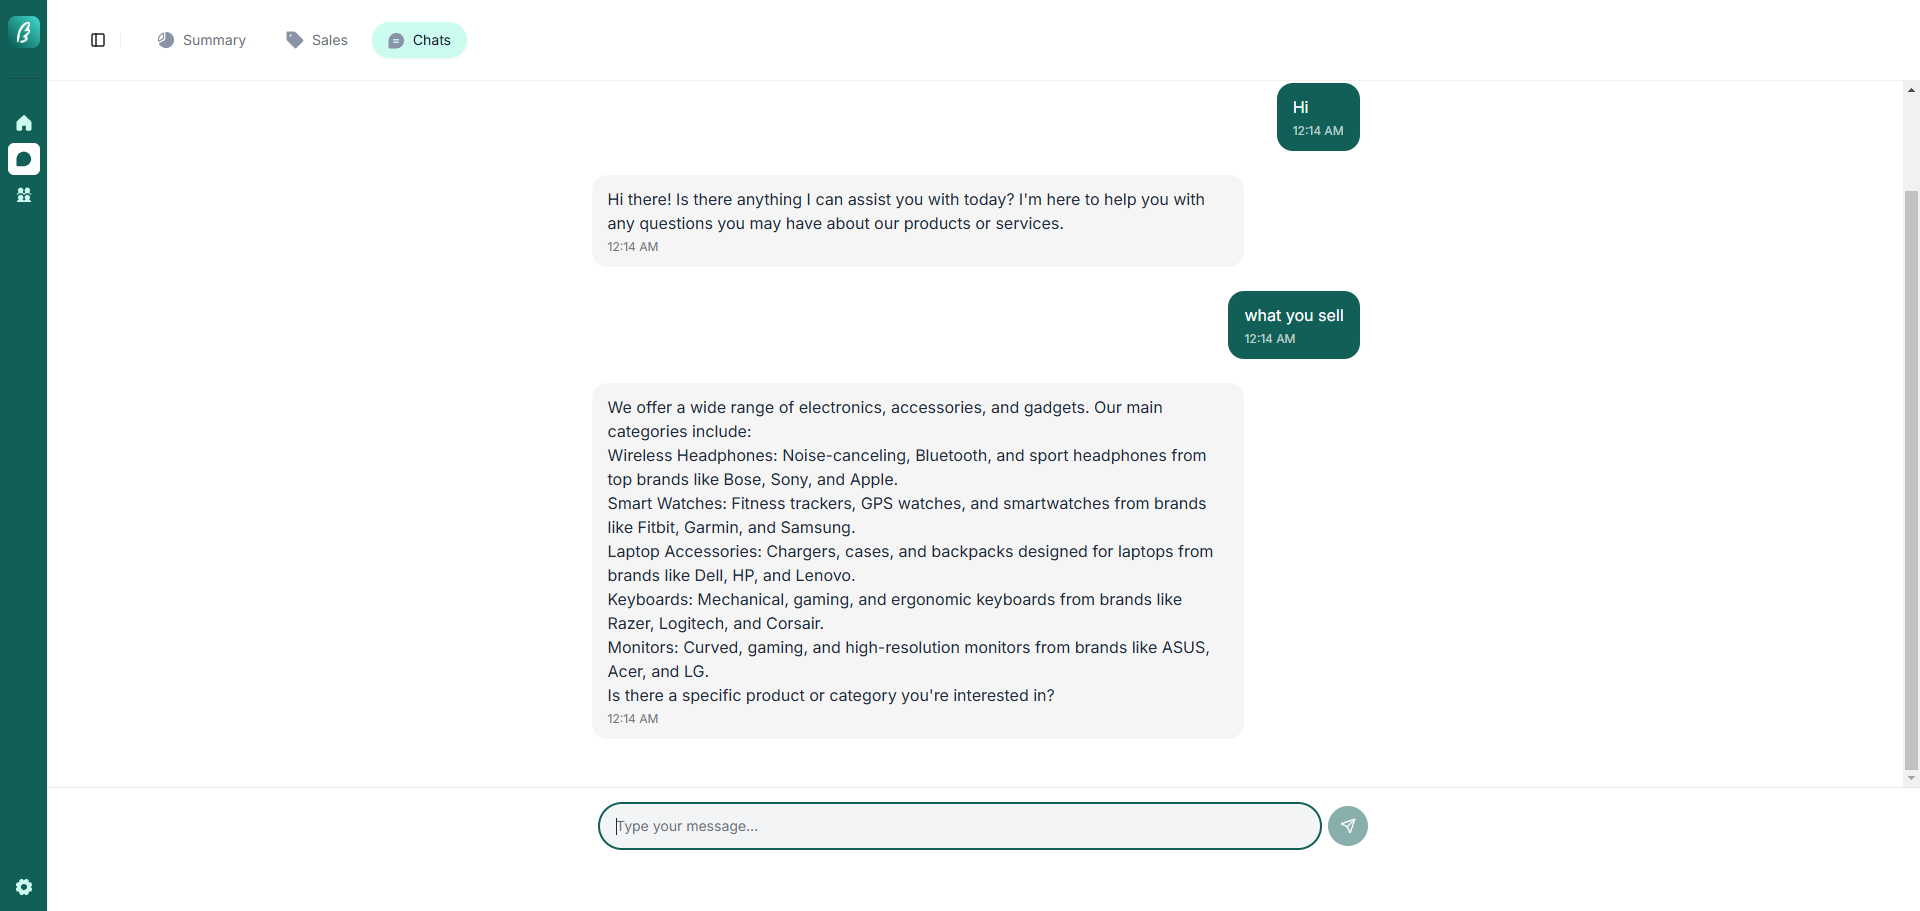 Summary
Sales
Chats
Hi
12:14 AM
Hi there! Is there anything I can assist you with today? I'm here to help you with
any questions you may have about our products or services.
12:14 AM
what you sell
12:14 AM
We offer a wide range of electronics, accessories, and gadgets. Our main
categories include:
Wireless Headphones: Noise-canceling, Bluetooth, and sport headphones from
top brands like Bose, Sony, and Apple.
Smart Watches: Fitness trackers, GPS watches, and smartwatches from brands
like Fitbit, Garmin, and Samsung.
Laptop Accessories: Chargers, cases, and backpacks designed for laptops from
brands like Dell, HP, and Lenovo.
Keyboards: Mechanical, gaming, and ergonomic keyboards from brands like
Razer, Logitech, and Corsair.
Monitors: Curved, gaming, and high-resolution monitors from brands like ASUS,
Acer, and LG.
Is there a specific product or category you're interested in?
12:14 AM
Type your message...